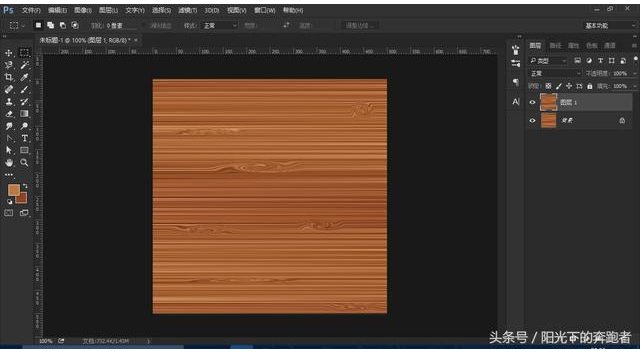 Ps 文件(F) 编辑(E) 图像(I) 图层(L) 文字(Y) 选择(S) 滤镜(T) 3D(D) 视图(V) 窗口(W) 帮助(H)
羽化: 0 像素 消除锯齿 样式: 正常 宽度: 高度: 调整边缘... 基本功能
未标题-1 @ 100% (图层 1, RGB/8) *
图层 路径 属性 色板 通道
类型
正常 不透明度: 100%
锁定: 填充: 100%
图层 1
背景
100% 文档:732.4K/1.43M
头条号 / 阳光下的奔跑者